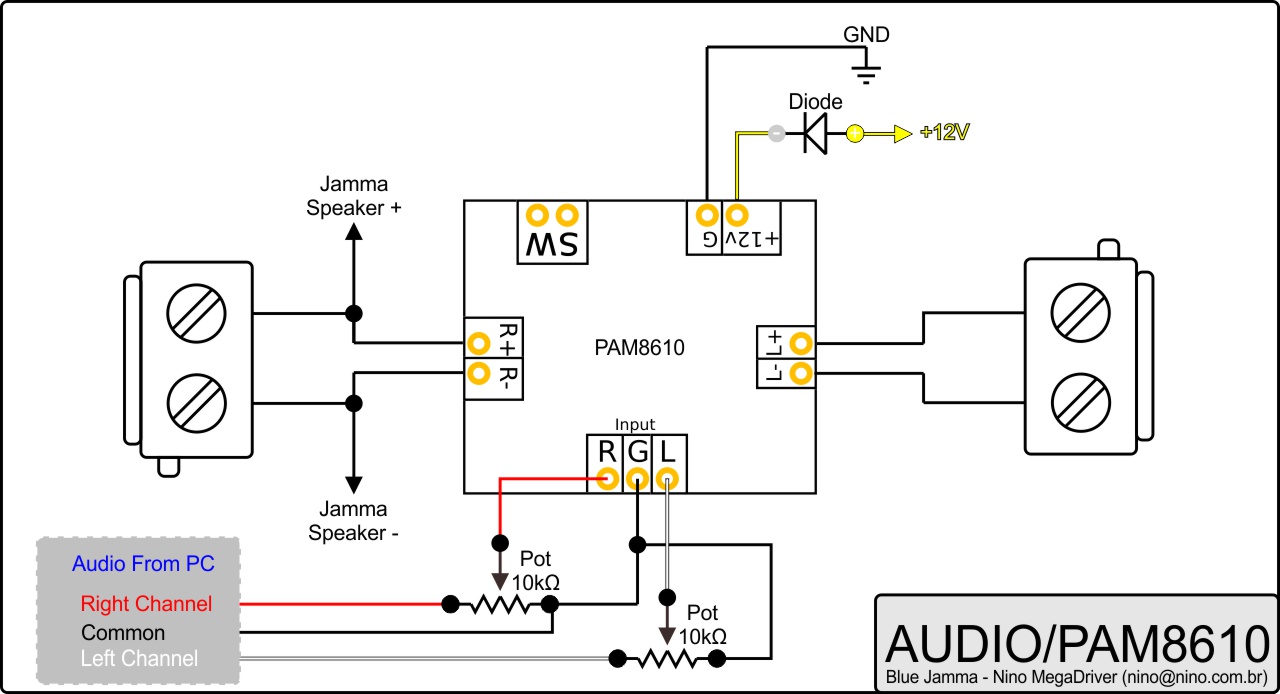 GND
Diode
+12V
Jamma
Speaker +
SW
G
+12v
R+
R-
PAM8610
L+
L-
Input
R G L
Jamma
Speaker -
Audio From PC
Right Channel
Common
Left Channel
Pot
10kΩ
Pot
10kΩ
AUDIO/PAM8610
Blue Jamma - Nino MegaDriver (nino@nino.com.br)